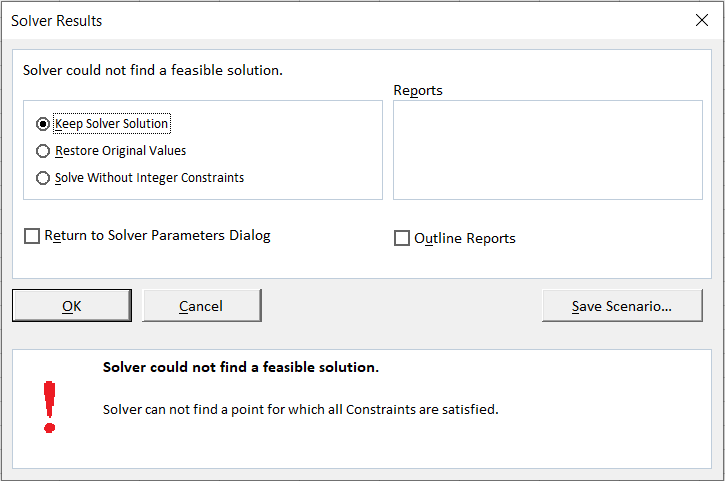 Solver Results
Solver could not find a feasible solution.
Reports
Keep Solver Solution
Restore Original Values
Solve Without Integer Constraints
Return to Solver Parameters Dialog
Outline Reports
OK
Cancel
Save Scenario...
Solver could not find a feasible solution.
Solver can not find a point for which all Constraints are satisfied.